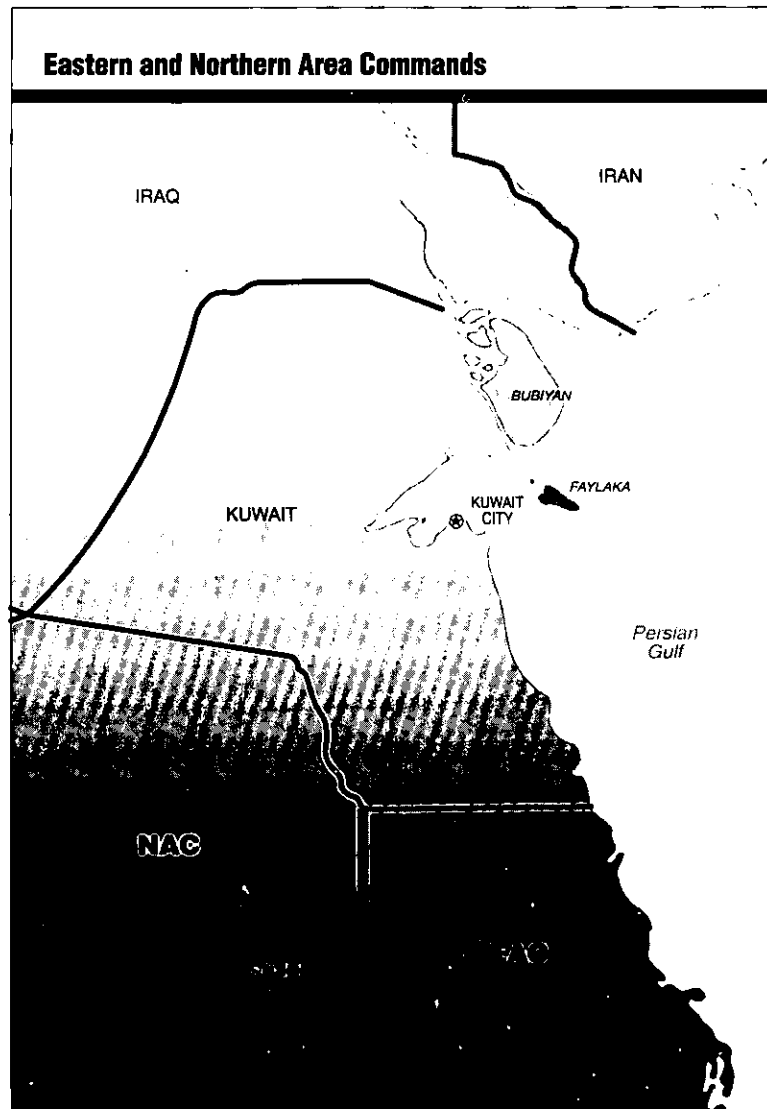 Eastern and Northern Area Commands
IRAQ
IRAN
BUBIYAN
FAYLAKA
KUWAIT
CITY
KUWAIT
Persian
Gulf
NAC